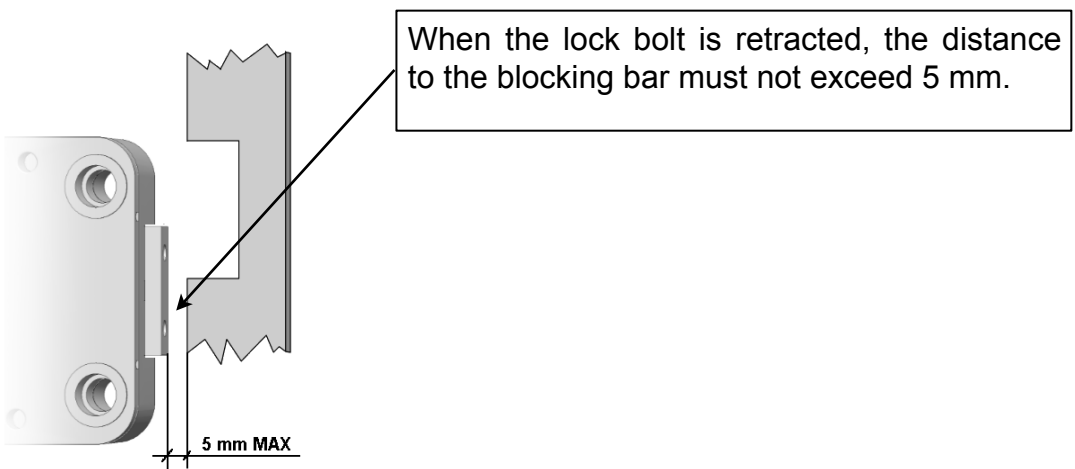 When the lock bolt is retracted, the distance
to the blocking bar must not exceed 5 mm.
5 mm MAX